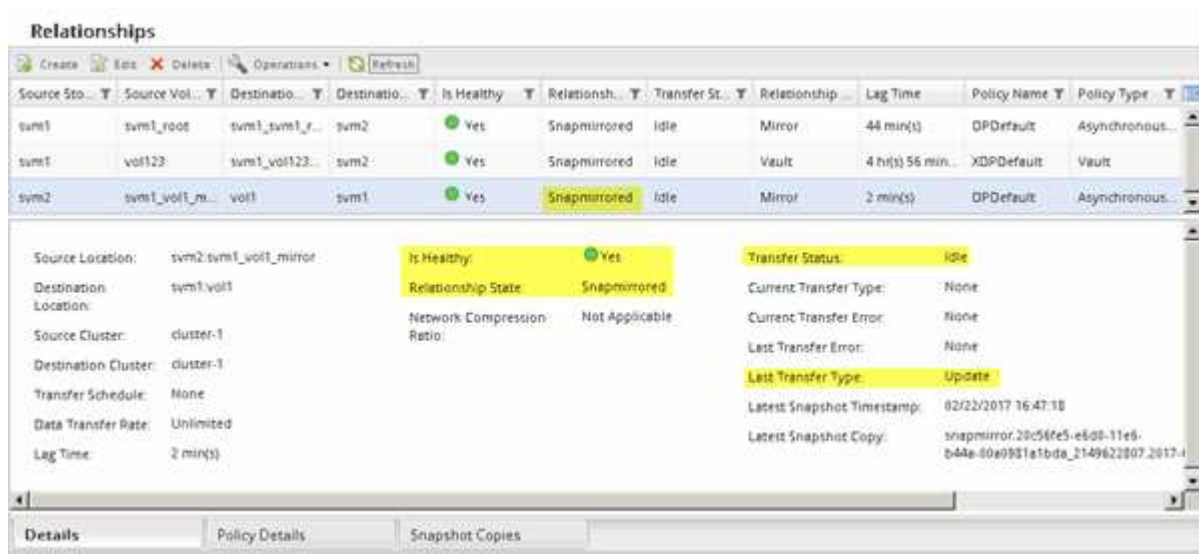 Relationships
Create Edit Delete Operations Refresh
Source Sto... Source Vol... Destinatio... Destinatio... Is Healthy Relationsh... Transfer St... Relationship ... Lag Time Policy Name Policy Type
svm1 svm1_root svm1_svm1_r... svm2 Yes Snapmirrored Idle Mirror 44 min(s) DPDefault Asynchronous...
svm1 vol123 svm1_vol123... svm2 Yes Snapmirrored Idle Vault 4 hr(s) 56 min... XDPDefault Vault
svm2 svm1_vol1_m... vol1 svm1 Yes Snapmirrored Idle Mirror 2 min(s) DPDefault Asynchronous...
Source Location: svm2:svm1_vol1_mirror
Destination Location: svm1:vol1
Source Cluster: cluster-1
Destination Cluster: cluster-1
Transfer Schedule: None
Data Transfer Rate: Unlimited
Lag Time: 2 min(s)
Is Healthy: Yes
Relationship State: Snapmirrored
Network Compression Ratio: Not Applicable
Transfer Status: Idle
Current Transfer Type: None
Current Transfer Error: None
Last Transfer Error: None
Last Transfer Type: Update
Latest Snapshot Timestamp: 02/22/2017 16:47:18
Latest Snapshot Copy: snapmirror.20c56fe5-e6d0-11e6-
b44a-00a0981a1bda_2149622807.2017-
Details Policy Details Snapshot Copies